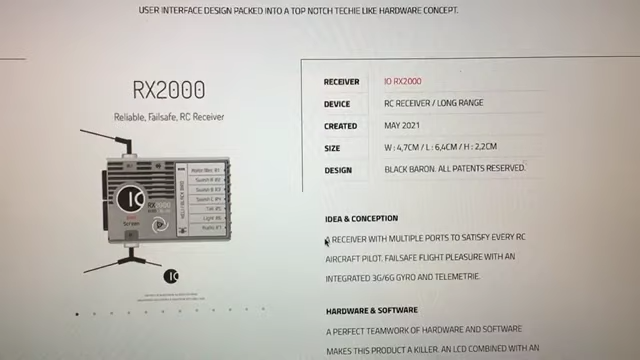 USER INTERFACE DESIGN PACKED INTO A TOP NOTCH TECHIE LIKE HARDWARE CONCEPT.
RX2000
Reliable, Failsafe, RC Receiver
RX2000
Screen
IO
IO
RECEIVER IO RX2000
DEVICE RC RECEIVER / LONG RANGE
CREATED MAY 2021
SIZE W : 4,7CM / L : 6,4CM / H : 2,2CM
DESIGN BLACK BARON. ALL PATENTS RESERVED.
IDEA & CONCEPTION
A RECEIVER WITH MULTIPLE PORTS TO SATISFY EVERY RC
AIRCRAFT PILOT. FAILSAFE FLIGHT PLEASURE WITH AN
INTEGRATED 3G/6G GYRO AND TELEMETRIE.
HARDWARE & SOFTWARE
A PERFECT TEAMWORK OF HARDWARE AND SOFTWARE
MAKES THIS PRODUCT A KILLER. AN LCD COMBINED WITH AN